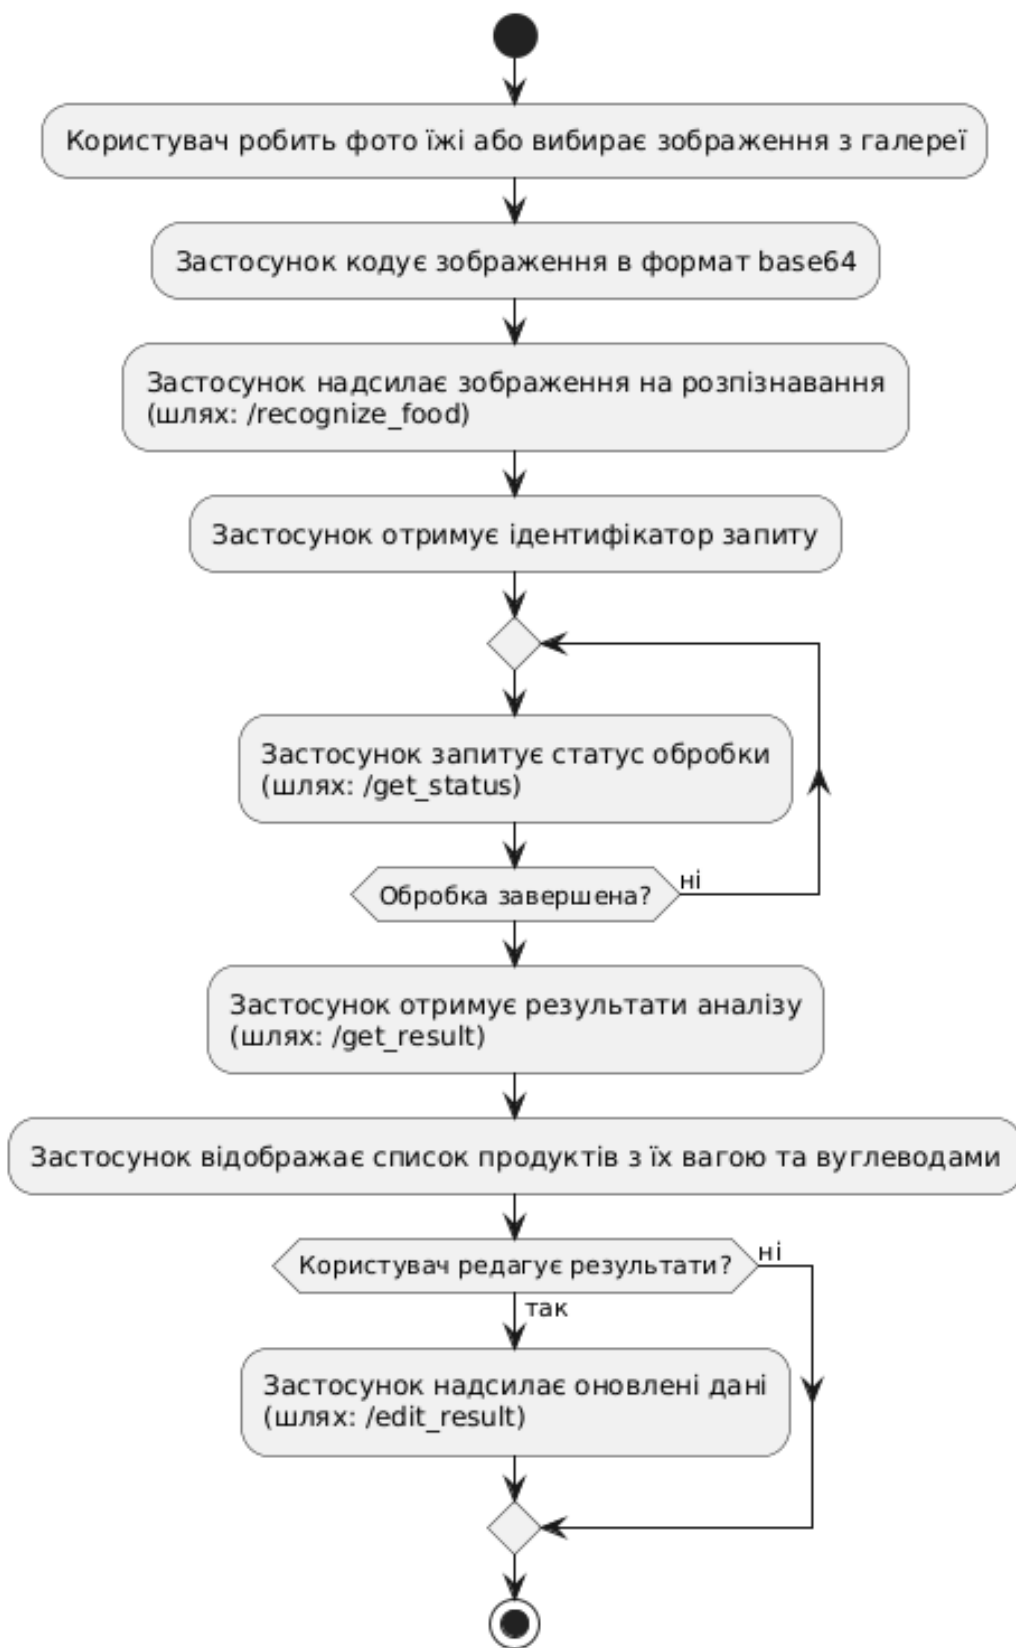 Користувач робить фото їжі або вибирає зображення з галереї
Застосунок кодує зображення в формат base64
Застосунок надсилає зображення на розпізнавання
(шлях: /recognize_food)
Застосунок отримує ідентифікатор запиту
Застосунок запитує статус обробки
(шлях: /get_status)
Обробка завершена?
ні
Застосунок отримує результати аналізу
(шлях: /get_result)
Застосунок відображає список продуктів з їх вагою та вуглеводами
Користувач редагує результати?
ні
так
Застосунок надсилає оновлені дані
(шлях: /edit_result)